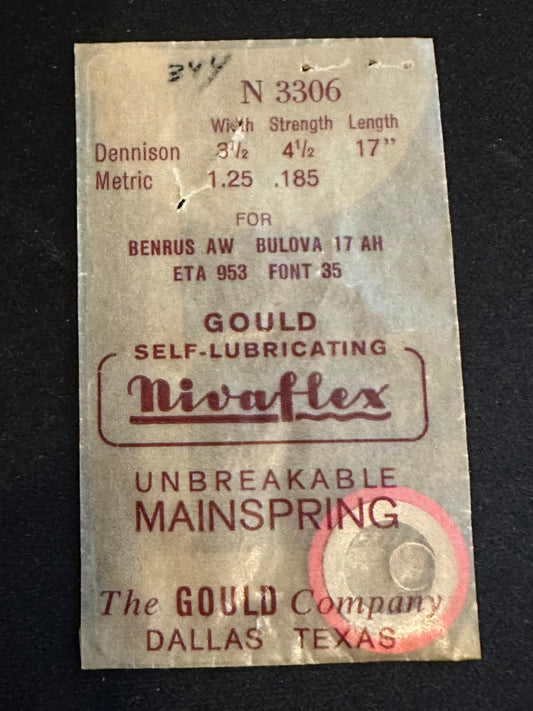 344
N 3306
Width Strength Length
Dennison 3½ 4½ 17"
Metric 1.25 .185
FOR
BENRUS AW BULOVA 17 AH
ETA 953 FONT 35
GOULD
SELF-LUBRICATING
Nivaflex
UNBREAKABLE
MAINSPRING
The GOULD Company
DALLAS TEXAS